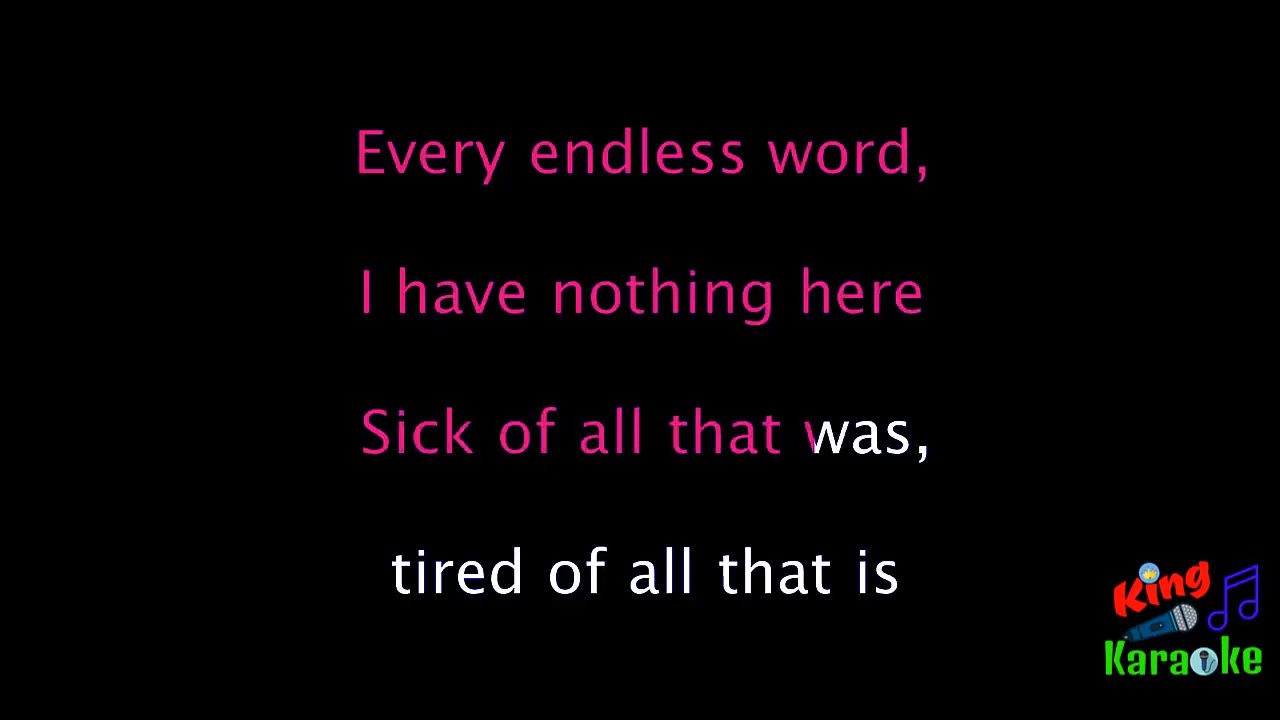 Every endless word,
I have nothing here
Sick of all that was,
tired of all that is
King
Karaoke